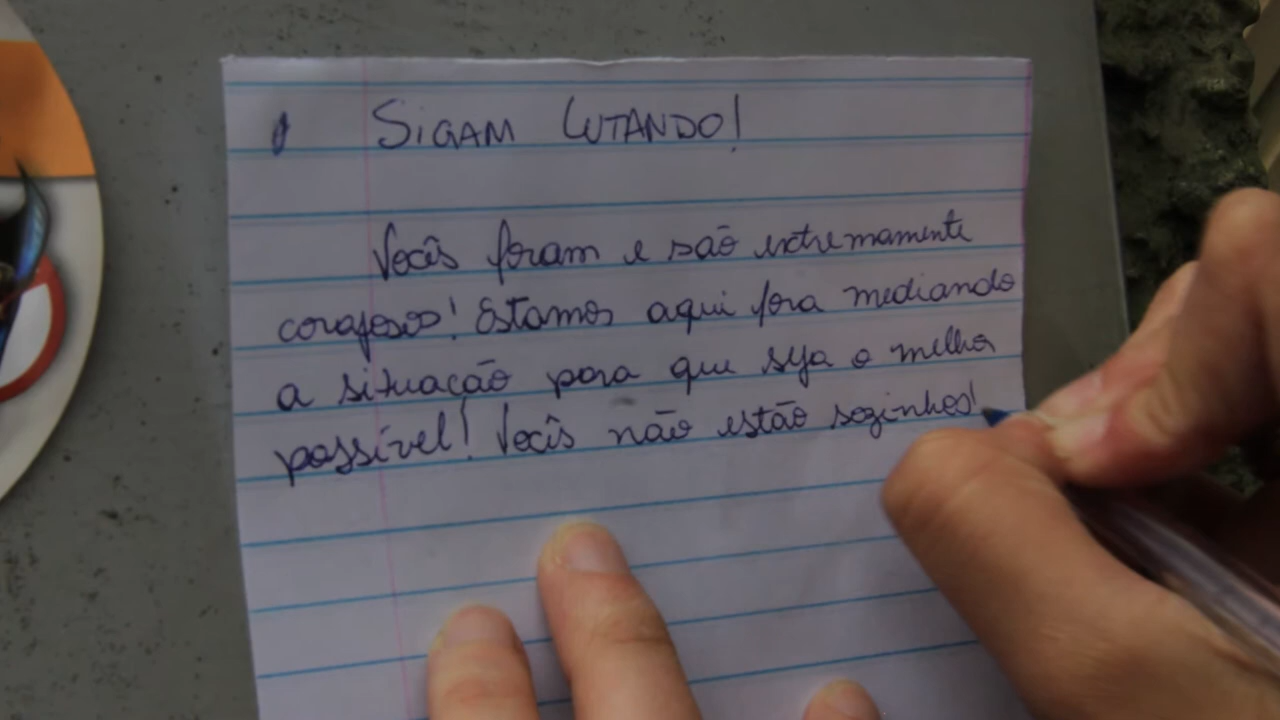 SIGAM LUTANDO!
Vocês foram e são extremamente
corajosos! Estamos aqui fora mediando
a situação para que seja o melhor
possível! Vocês não estão sozinhos!